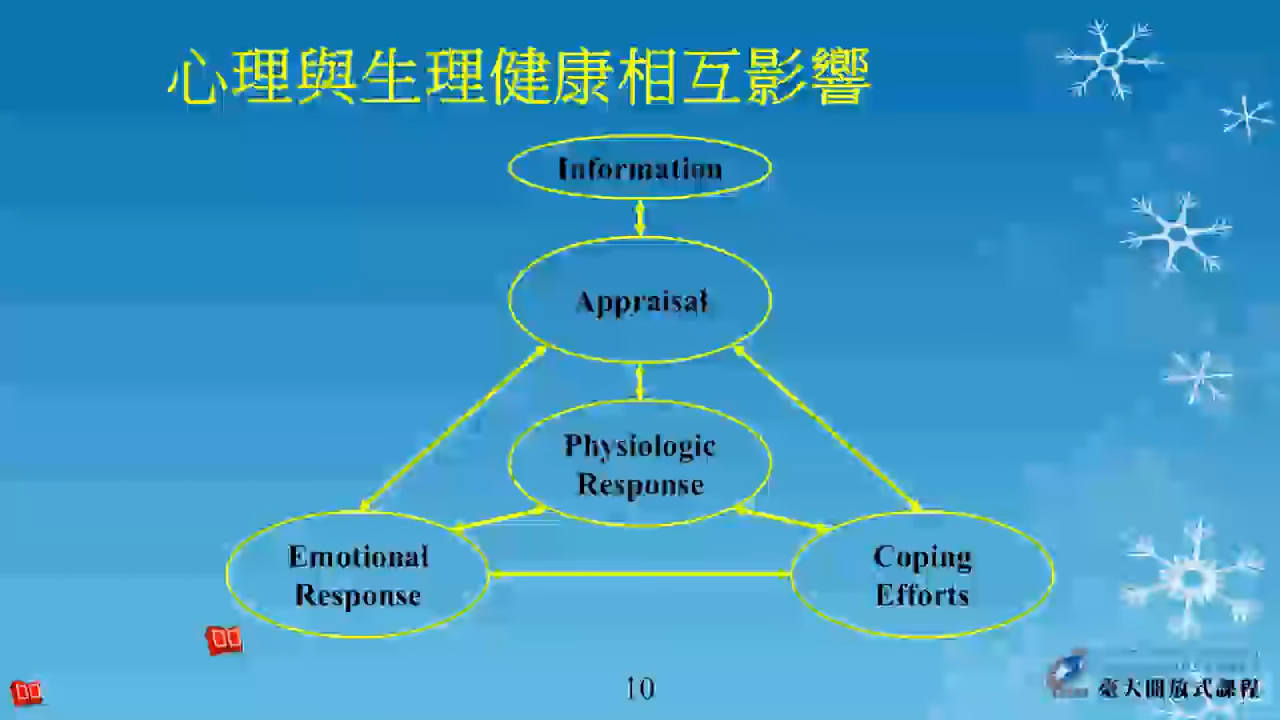 心理與生理健康相互影響
Information
Appraisal
Physiologic
Response
Emotional
Response
Coping
Efforts
10
臺大開放式課程